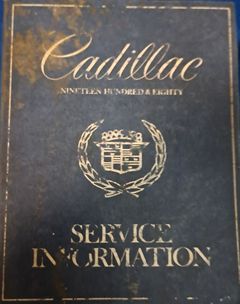 Cadillac
NINETEEN HUNDRED & EIGHTY
SERVICE
INFORMATION